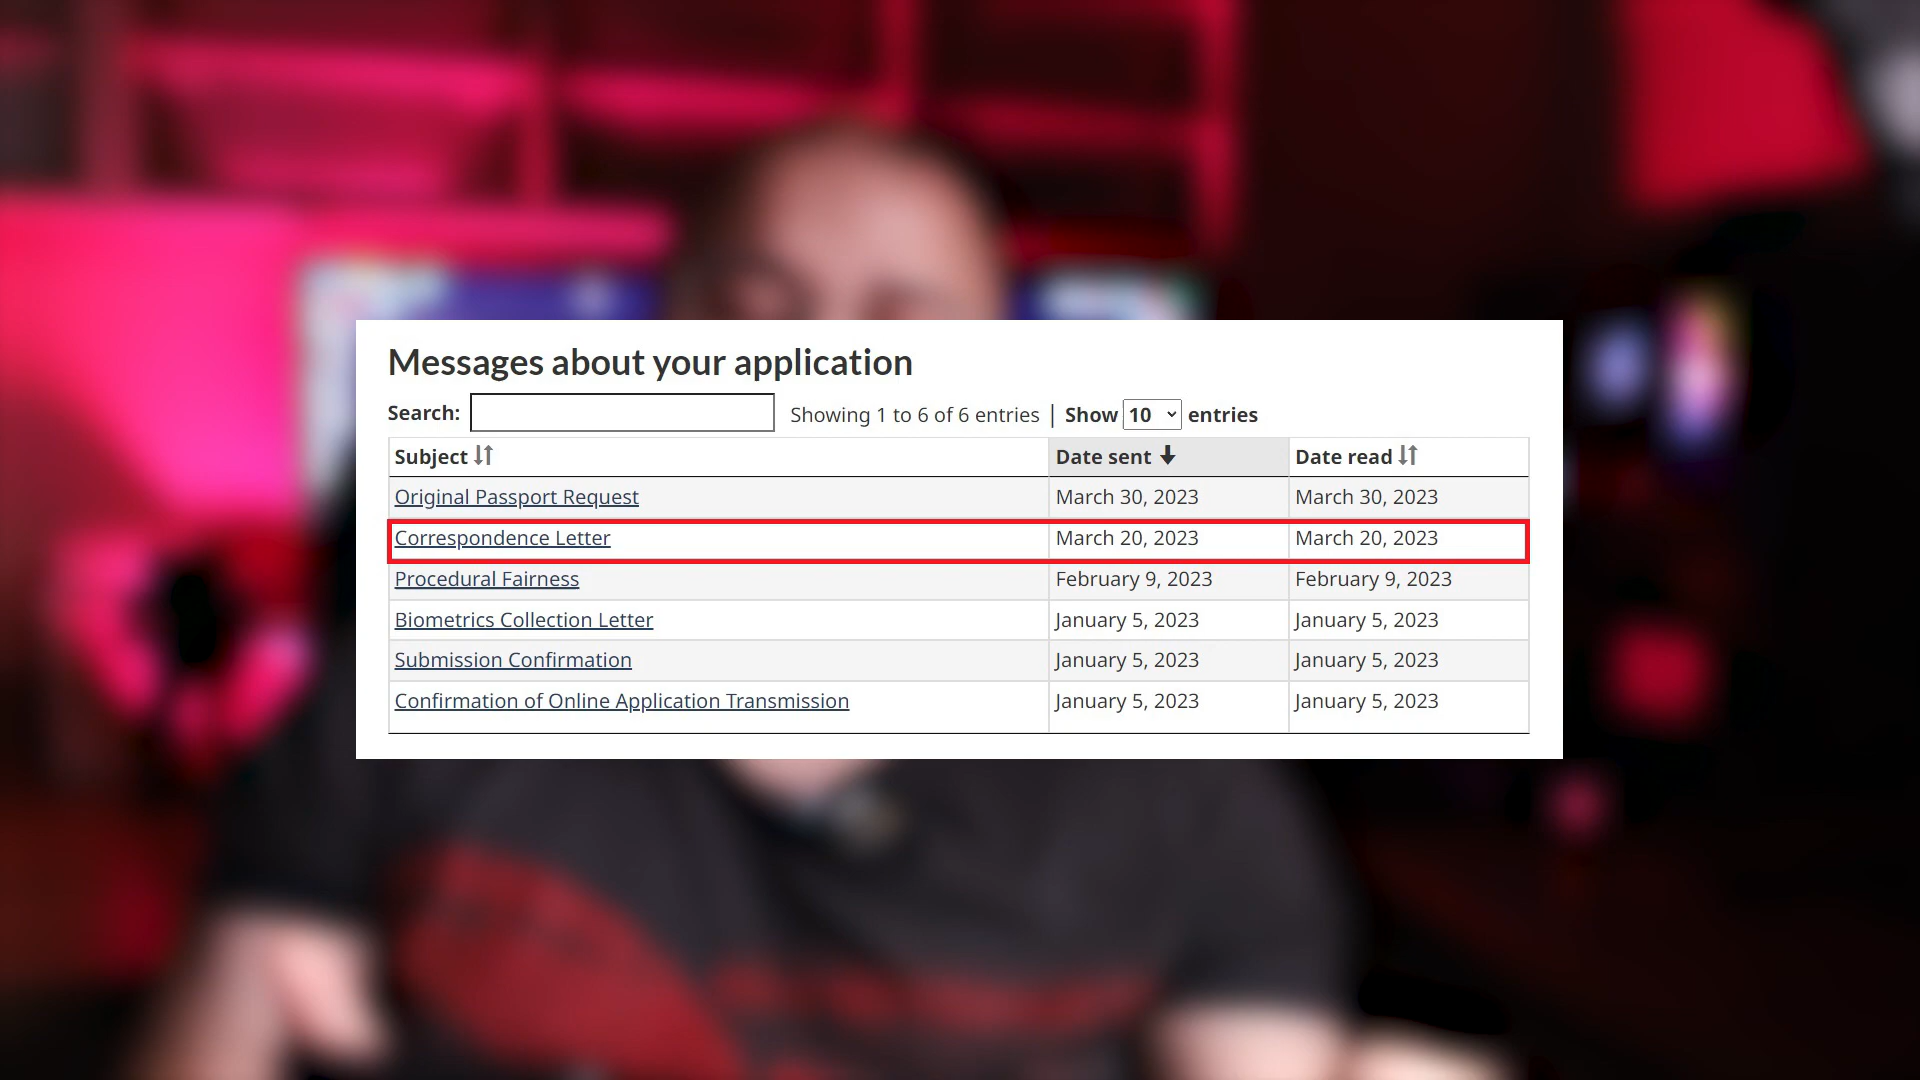 Messages about your application
Search: Showing 1 to 6 of 6 entries | Show 10 entries
Subject Date sent Date read
Original Passport Request March 30, 2023 March 30, 2023
Correspondence Letter March 20, 2023 March 20, 2023
Procedural Fairness February 9, 2023 February 9, 2023
Biometrics Collection Letter January 5, 2023 January 5, 2023
Submission Confirmation January 5, 2023 January 5, 2023
Confirmation of Online Application Transmission January 5, 2023 January 5, 2023